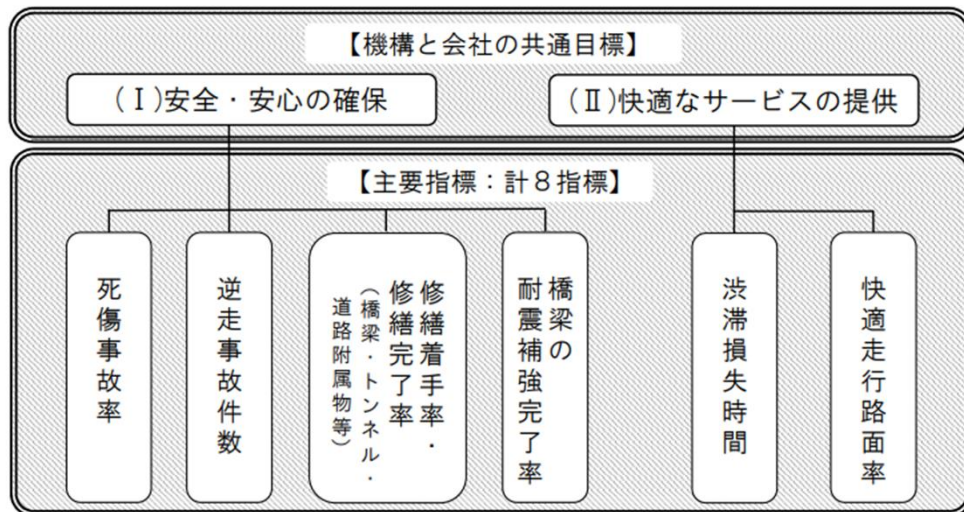 【機構と会社の共通目標】
(Ⅰ)安全・安心の確保
(Ⅱ)快適なサービスの提供
【主要指標：計８指標】
死傷事故率
逆走事故件数
修繕着手率・
修繕完了率
（橋梁・トンネル・
道路附属物等）
橋梁の
耐震補強完了率
渋滞損失時間
快適走行路面率